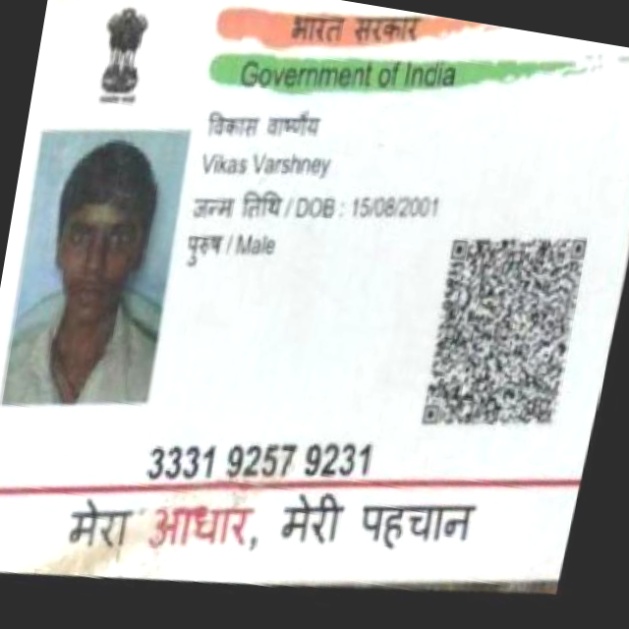 भारत सरकार
Government of India
विकास वार्ष्णेय
Vikas Varshney
जन्म तिथि / DOB : 15/08/2001
पुरुष / Male
3331 9257 9231
मेरा आधार, मेरी पहचान